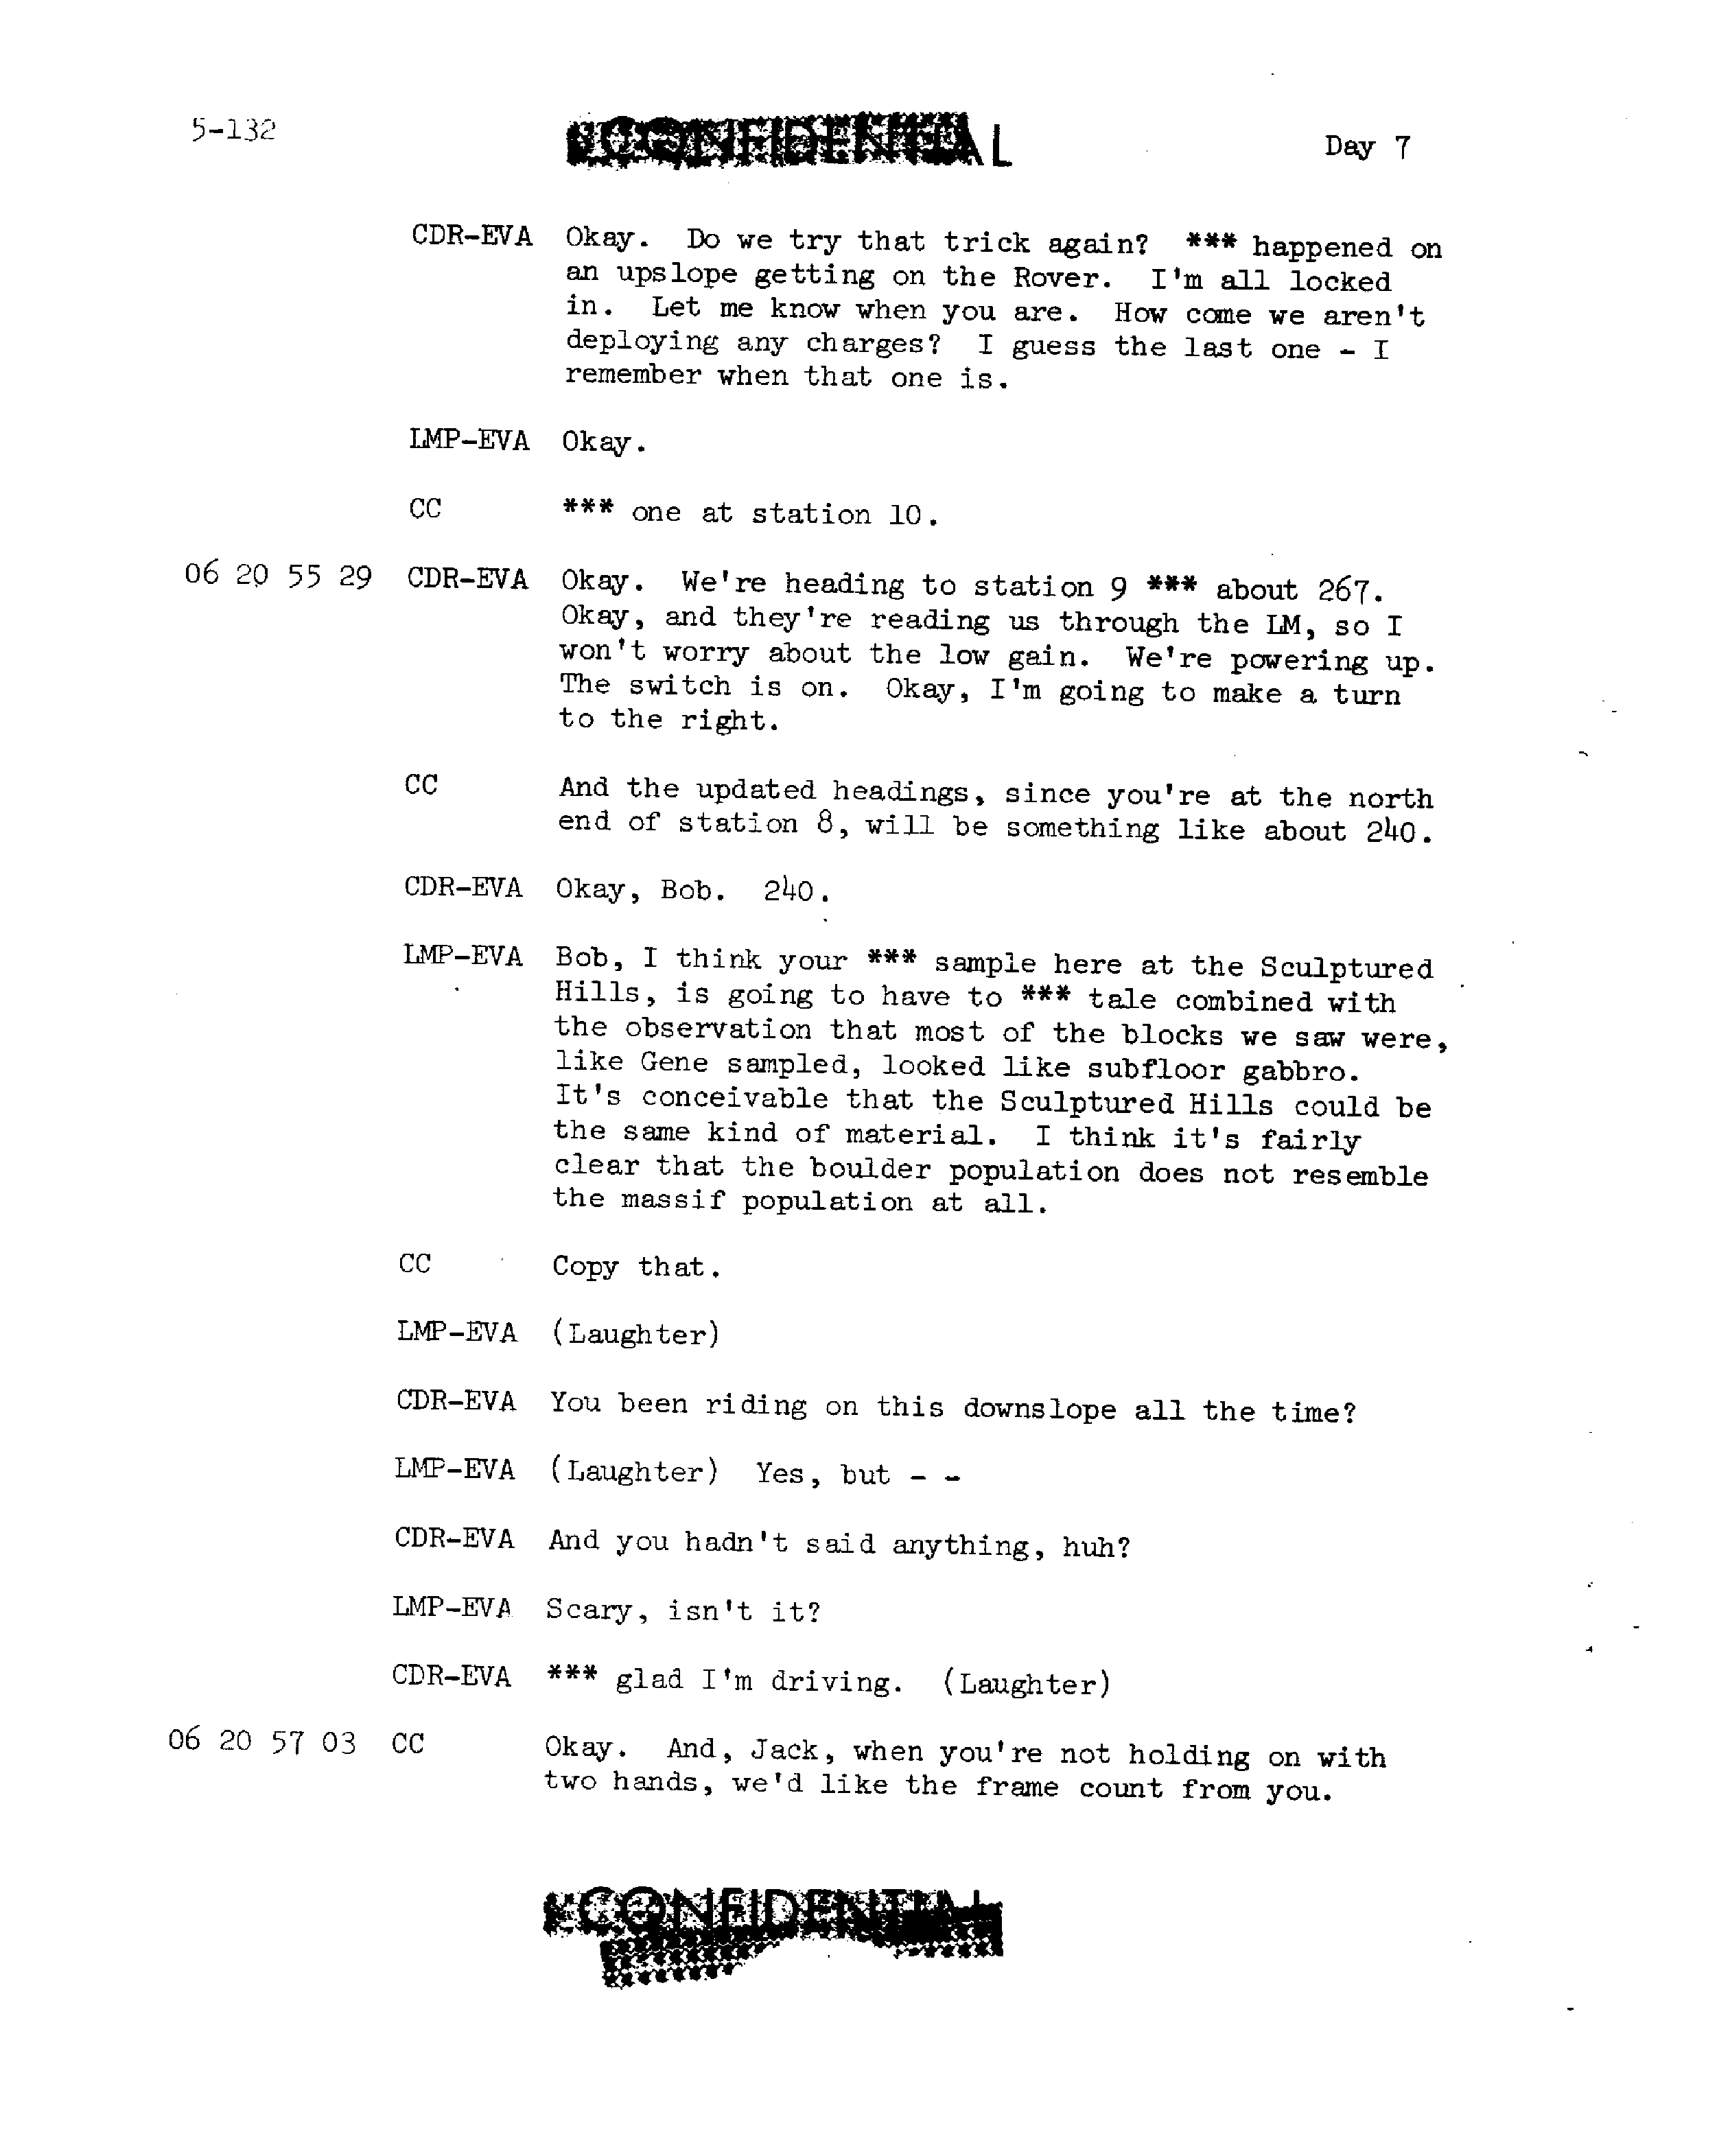 5-132
CONFIDENTIAL
Day 7
CDR-EVA Okay. Do we try that trick again? *** happened on
an upslope getting on the Rover. I'm all locked
in. Let me know when you are. How come we aren't
deploying any charges? I guess the last one - I
remember when that one is.
LMP-EVA Okay.
CC *** one at station 10.
06 20 55 29 CDR-EVA Okay. We're heading to station 9 *** about 267.
Okay, and they're reading us through the LM, so I
won't worry about the low gain. We're powering up.
The switch is on. Okay, I'm going to make a turn
to the right.
CC And the updated headings, since you're at the north
end of station 8, will be something like about 240.
CDR-EVA Okay, Bob. 240.
LMP-EVA Bob, I think your *** sample here at the Sculptured
Hills, is going to have to *** tale combined with
the observation that most of the blocks we saw were,
like Gene sampled, looked like subfloor gabbro.
It's conceivable that the Sculptured Hills could be
the same kind of material. I think it's fairly
clear that the boulder population does not resemble
the massif population at all.
CC Copy that.
LMP-EVA (Laughter)
CDR-EVA You been riding on this downslope all the time?
LMP-EVA (Laughter) Yes, but - -
CDR-EVA And you hadn't said anything, huh?
LMP-EVA Scary, isn't it?
CDR-EVA *** glad I'm driving. (Laughter)
06 20 57 03 CC Okay. And, Jack, when you're not holding on with
two hands, we'd like the frame count from you.
CONFIDENTIAL